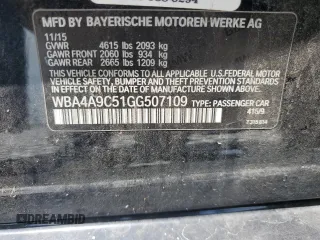 MFD BY BAYERISCHE MOTOREN WERKE AG
11/15
GVWR 4615 lbs 2093 kg
GAWR FRONT 2060 lbs 934 kg
GAWR REAR 2665 lbs 1209 kg
THIS VEHICLE CONFORMS TO ALL APPLICABLE FEDERAL MOTOR VEHICLE
SAFETY, BUMPER, AND THEFT PREVENTION STANDARDS
IN EFFECT ON THE DATE OF MANUFACTURE SHOWN ABOVE.
WBA4A9C51GG507109 TYPE: PASSENGER CAR
415/9
DREAMBID